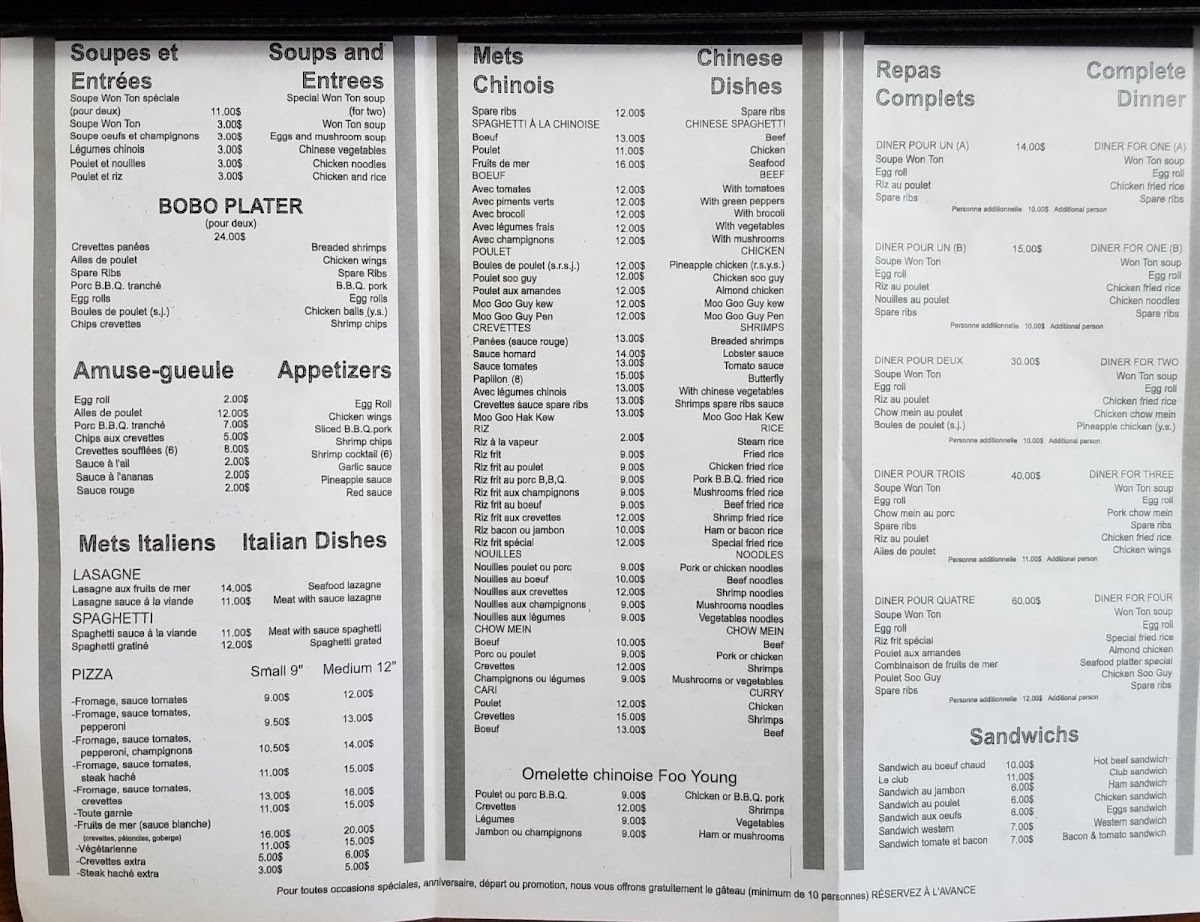 Soupes et Soups and
Entrées Entrees
Soupe Won Ton spéciale Special Won Ton soup
(pour deux) 11.00$ (for two)
Soupe Won Ton 3.00$ Won Ton soup
Soupe oeufs et champignons 3.00$ Eggs and mushroom soup
Légumes chinois 3.00$ Chinese vegetables
Poulet et nouilles 3.00$ Chicken noodles
Poulet et riz 3.00$ Chicken and rice
BOBO PLATER
(pour deux)
24.00$
Crevettes panées Breaded shrimps
Ailes de poulet Chicken wings
Spare Ribs Spare Ribs
Porc B.B.Q. tranché B.B.Q. pork
Egg rolls Egg rolls
Boules de poulet (s.j.) Chicken balls (y.s.)
Chips crevettes Shrimp chips
Amuse-gueule Appetizers
Egg roll 2.00$ Egg Roll
Ailes de poulet 12.00$ Chicken wings
Porc B.B.Q. tranché 7.00$ Sliced B.B.Q.pork
Chips aux crevettes 5.00$ Shrimp chips
Crevettes soufflées (6) 8.00$ Shrimp cocktail (6)
Sauce à l'ail 2.00$ Garlic sauce
Sauce à l'ananas 2.00$ Pineapple sauce
Sauce rouge 2.00$ Red sauce
Mets Italiens Italian Dishes
LASAGNE
Lasagne aux fruits de mer 14.00$ Seafood lazagne
Lasagne sauce à la viande 11.00$ Meat with sauce lazagne
SPAGHETTI
Spaghetti sauce à la viande 11.00$ Meat with sauce spaghetti
Spaghetti gratiné 12.00$ Spaghetti grated
PIZZA Small 9" Medium 12"
-Fromage, sauce tomates 9.00$ 12.00$
-Fromage, sauce tomates,
pepperoni 9.50$ 13.00$
-Fromage, sauce tomates,
pepperoni, champignons 10.50$ 14.00$
-Fromage, sauce tomates,
steak haché 11.00$ 15.00$
-Fromage, sauce tomates,
crevettes 13.00$ 16.00$
-Toute garnie 11.00$ 15.00$
-Fruits de mer (sauce blanche)
(crevettes, pétoncles, goberge) 16.00$ 20.00$
-Végétarienne 11.00$ 15.00$
-Crevettes extra 5.00$ 6.00$
-Steak haché extra 3.00$ 5.00$
Mets Chinese
Chinois Dishes
Spare ribs 12.00$ Spare ribs
SPAGHETTI À LA CHINOISE CHINESE SPAGHETTI
Boeuf 13.00$ Beef
Poulet 11.00$ Chicken
Fruits de mer 16.00$ Seafood
BOEUF BEEF
Avec tomates 12.00$ With tomatoes
Avec piments verts 12.00$ With green peppers
Avec brocoli 12.00$ With brocoli
Avec légumes frais 12.00$ With vegetables
Avec champignons 12.00$ With mushrooms
POULET CHICKEN
Boules de poulet (s.r.s.j.) 12.00$ Pineapple chicken (r.s.y.s.)
Poulet soo guy 12.00$ Chicken soo guy
Poulet aux amandes 12.00$ Almond chicken
Moo Goo Guy kew 12.00$ Moo Goo Guy kew
Moo Goo Guy Pen 12.00$ Moo Goo Guy Pen
CREVETTES SHRIMPS
Panées (sauce rouge) 13.00$ Breaded shrimps
Sauce homard 14.00$ Lobster sauce
Sauce tomates 13.00$ Tomato sauce
Papillon (8) 15.00$ Butterfly
Avec légumes chinois 13.00$ With chinese vegetables
Crevettes sauce spare ribs 13.00$ Shrimps spare ribs sauce
Moo Goo Hak Kew 13.00$ Moo Goo Hak Kew
RIZ RICE
Riz à la vapeur 2.00$ Steam rice
Riz frit 9.00$ Fried rice
Riz frit au poulet 9.00$ Chicken fried rice
Riz frit au porc B,B,Q. 9.00$ Pork B.B.Q. fried rice
Riz frit aux champignons 9.00$ Mushrooms fried rice
Riz frit au boeuf 9.00$ Beef fried rice
Riz frit aux crevettes 12.00$ Shrimp fried rice
Riz bacon ou jambon 10.00$ Ham or bacon rice
Riz frit spécial 12.00$ Special fried rice
NOUILLES NOODLES
Nouilles poulet ou porc 9.00$ Pork or chicken noodles
Nouilles au boeuf 10.00$ Beef noodles
Nouilles aux crevettes 12.00$ Shrimp noodles
Nouilles aux champignons 9.00$ Mushrooms noodles
Nouilles aux légumes 9.00$ Vegetables noodles
CHOW MEIN CHOW MEIN
Boeuf 10.00$ Beef
Porc ou poulet 9.00$ Pork or chicken
Crevettes 12.00$ Shrimps
Champignons ou légumes 9.00$ Mushrooms or vegetables
CARI CURRY
Poulet 12.00$ Chicken
Crevettes 15.00$ Shrimps
Boeuf 13.00$ Beef
Omelette chinoise Foo Young
Poulet ou porc B.B.Q. 9.00$ Chicken or B.B.Q. pork
Crevettes 12.00$ Shrimps
Légumes 9.00$ Vegetables
Jambon ou champignons 9.00$ Ham or mushrooms
Repas Complete
Complets Dinner
DINER POUR UN (A) 14.00$ DINER FOR ONE (A)
Soupe Won Ton Won Ton soup
Egg roll Egg roll
Riz au poulet Chicken fried rice
Spare ribs Spare ribs
Personne additionnelle 10.00$ Additional person
DINER POUR UN (B) 15.00$ DINER FOR ONE (B)
Soupe Won Ton Won Ton soup
Egg roll Egg roll
Riz au poulet Chicken fried rice
Nouilles au poulet Chicken noodles
Spare ribs Spare ribs
Personne additionnelle 10.00$ Additional person
DINER POUR DEUX 30.00$ DINER FOR TWO
Soupe Won Ton Won Ton soup
Egg roll Egg roll
Riz au poulet Chicken fried rice
Chow mein au poulet Chicken chow mein
Boules de poulet (s.j.) Pineapple chicken (y.s.)
Personne additionnelle 10.00$ Additional person
DINER POUR TROIS 40.00$ DINER FOR THREE
Soupe Won Ton Won Ton soup
Egg roll Egg roll
Chow mein au porc Pork chow mein
Spare ribs Spare ribs
Riz au poulet Chicken fried rice
Ailes de poulet Chicken wings
Personne additionnelle 11.00$ Additional person
DINER POUR QUATRE 60.00$ DINER FOR FOUR
Soupe Won Ton Won Ton soup
Egg roll Egg roll
Riz frit spécial Special fried rice
Poulet aux amandes Almond chicken
Combinaison de fruits de mer Seafood platter special
Poulet Soo Guy Chicken Soo Guy
Spare ribs Spare ribs
Personne additionnelle 12.00$ Additional person
Sandwichs
Sandwich au boeuf chaud 10.00$ Hot beef sandwich
Le club 11.00$ Club sandwich
Sandwich au jambon 6.00$ Ham sandwich
Sandwich au poulet 6.00$ Chicken sandwich
Sandwich aux oeufs 6.00$ Eggs sandwich
Sandwich western 7.00$ Western sandwich
Sandwich tomate et bacon 7.00$ Bacon & tomato sandwich
Pour toutes occasions spéciales, anniversaire, départ ou promotion, nous vous offrons gratuitement le gâteau (minimum de 10 personnes) RÉSERVEZ À L'AVANCE